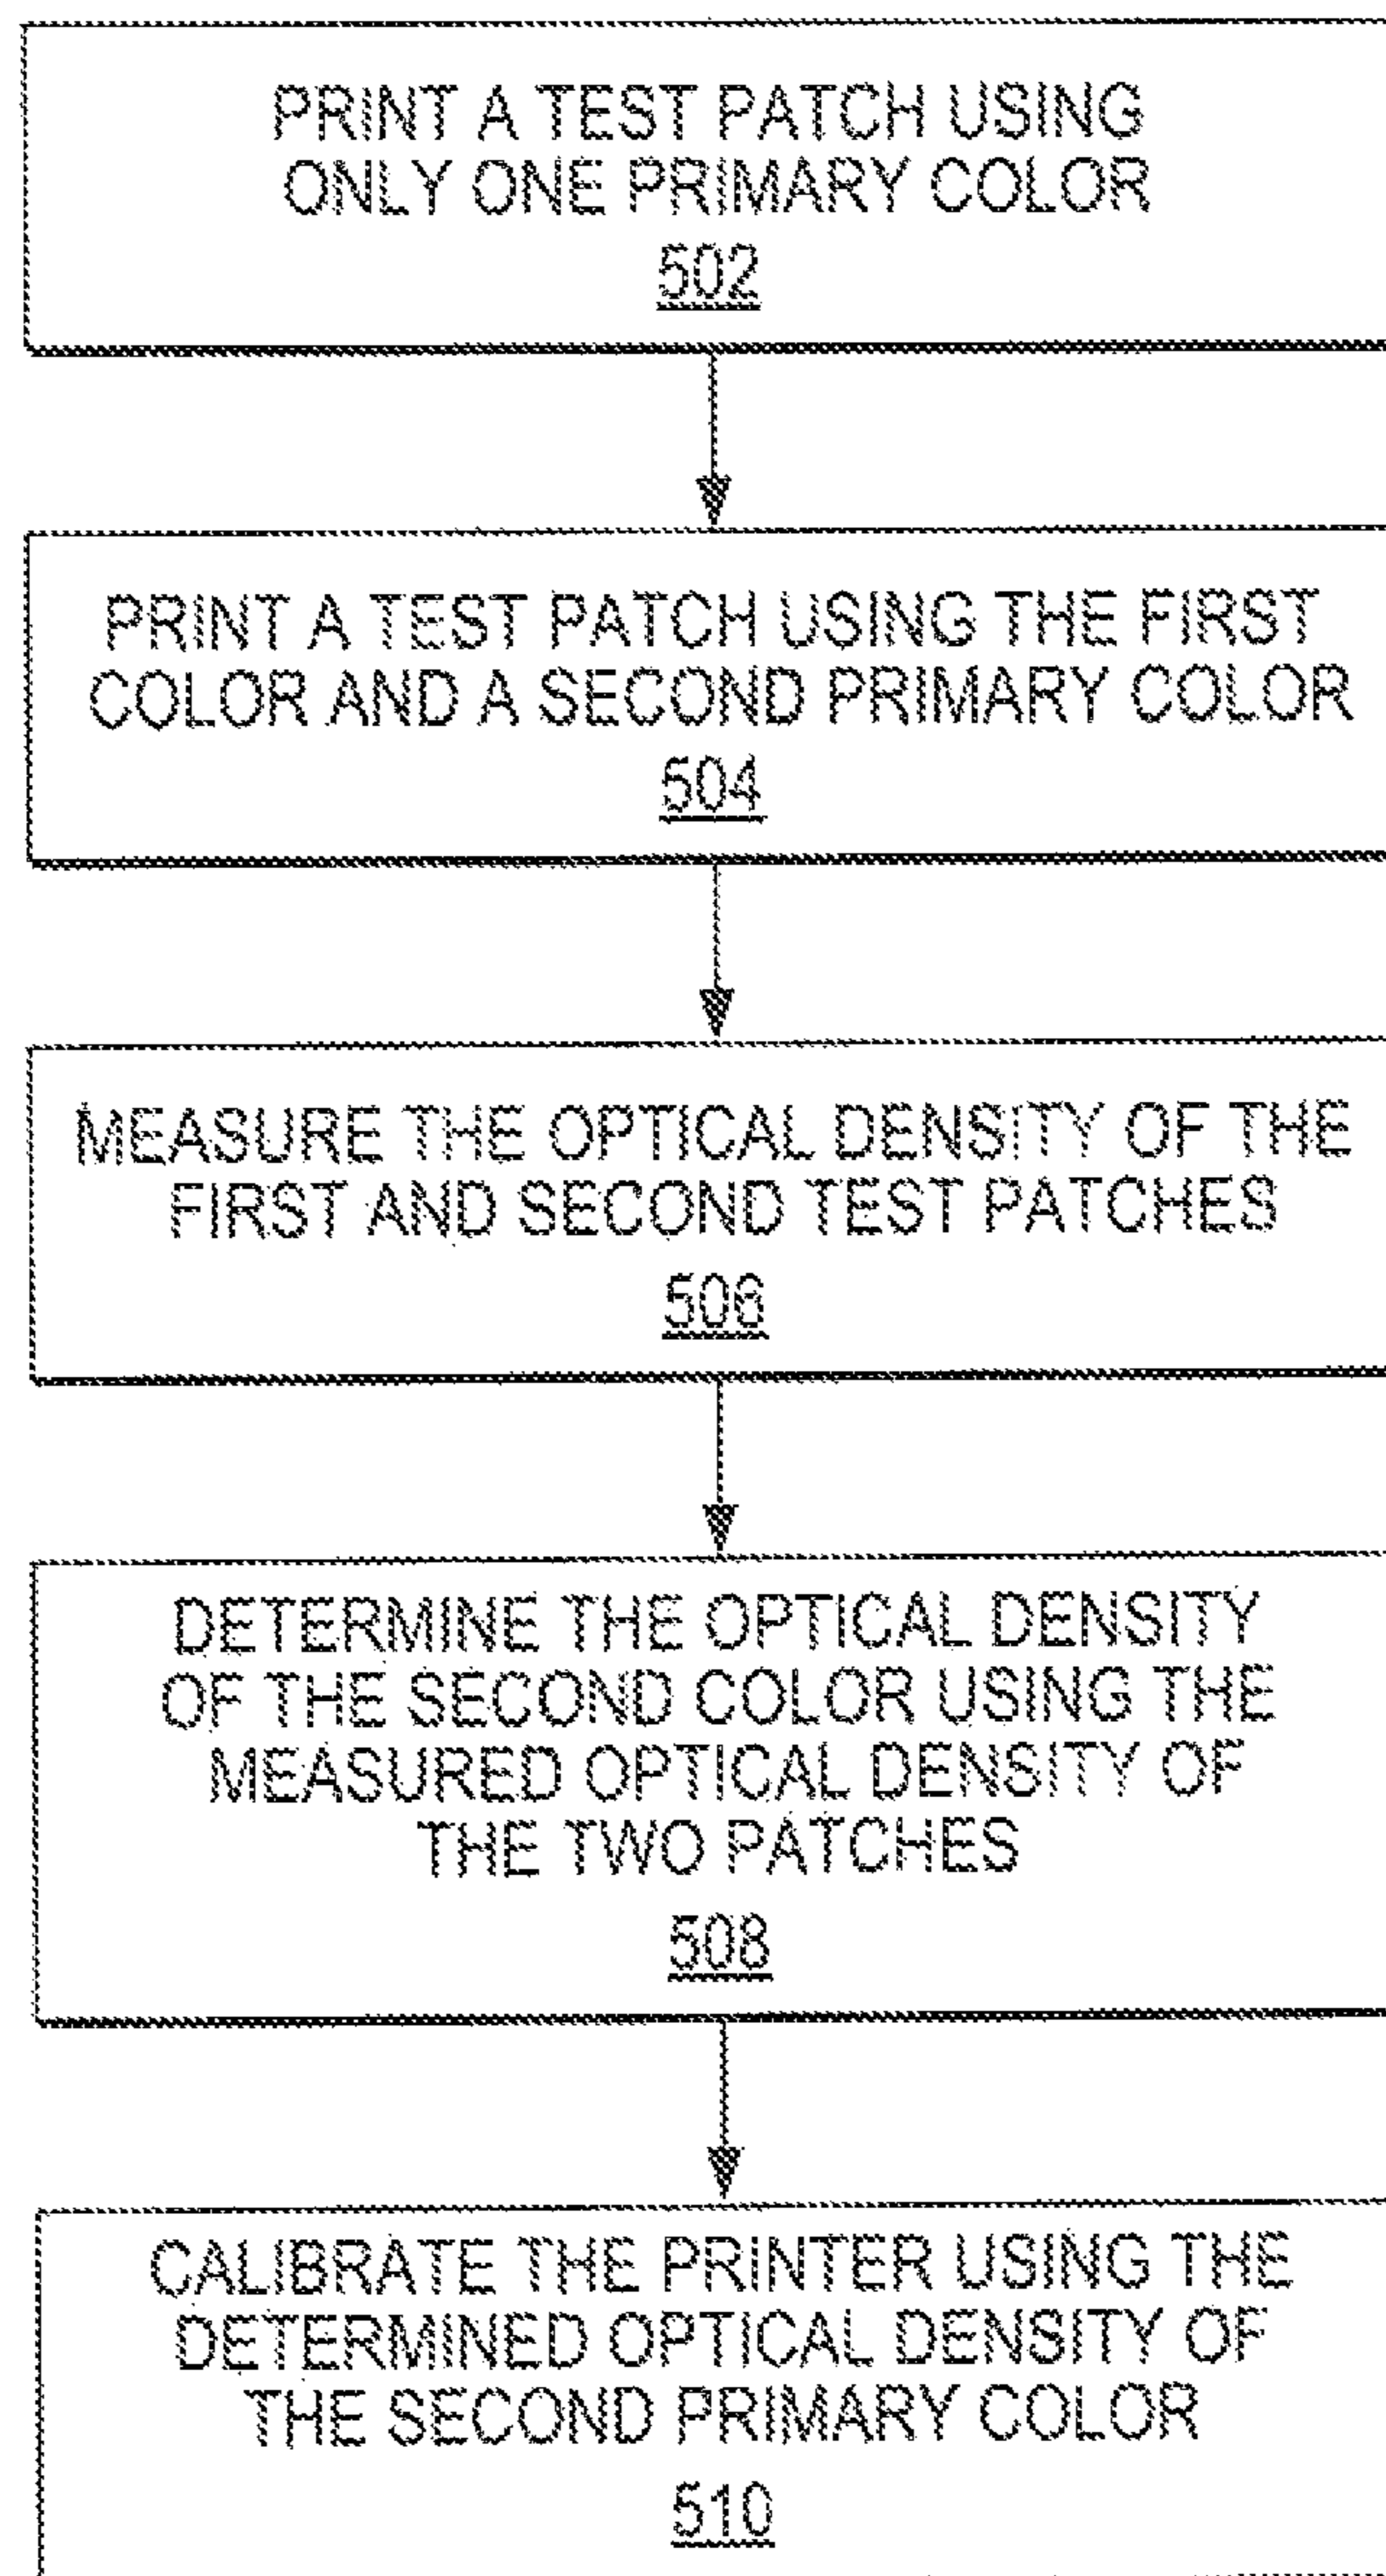 PRINT A TEST PATCH USING
ONLY ONE PRIMARY COLOR
502
PRINT A TEST PATCH USING THE FIRST
COLOR AND A SECOND PRIMARY COLOR
504
MEASURE THE OPTICAL DENSITY OF THE
FIRST AND SECOND TEST PATCHES
506
DETERMINE THE OPTICAL DENSITY
OF THE SECOND COLOR USING THE
MEASURED OPTICAL DENSITY OF
THE TWO PATCHES
508
CALIBRATE THE PRINTER USING THE
DETERMINED OPTICAL DENSITY OF
THE SECOND PRIMARY COLOR
510